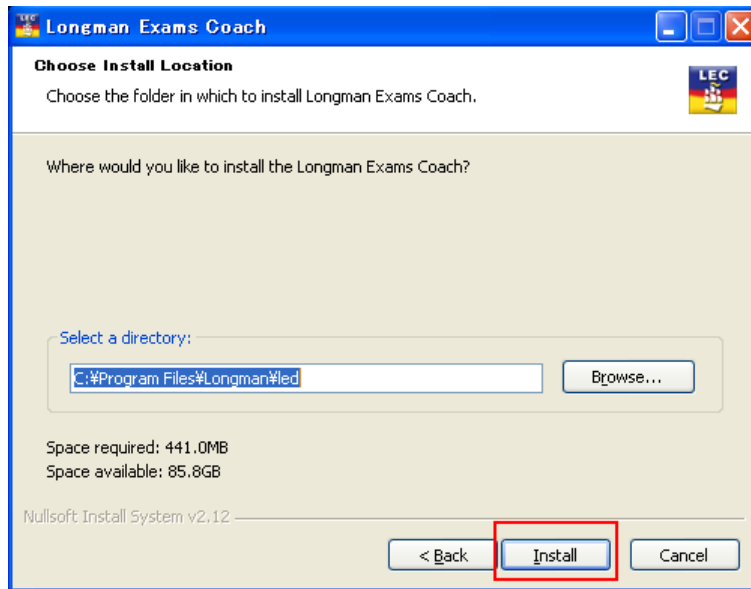 Longman Exams Coach
Choose Install Location
Choose the folder in which to install Longman Exams Coach.
LEC
Where would you like to install the Longman Exams Coach?
Select a directory:
C:¥Program Files¥Longman¥led
Browse...
Space required: 441.0MB
Space available: 85.8GB
Nullsoft Install System v2.12
< Back
Install
Cancel